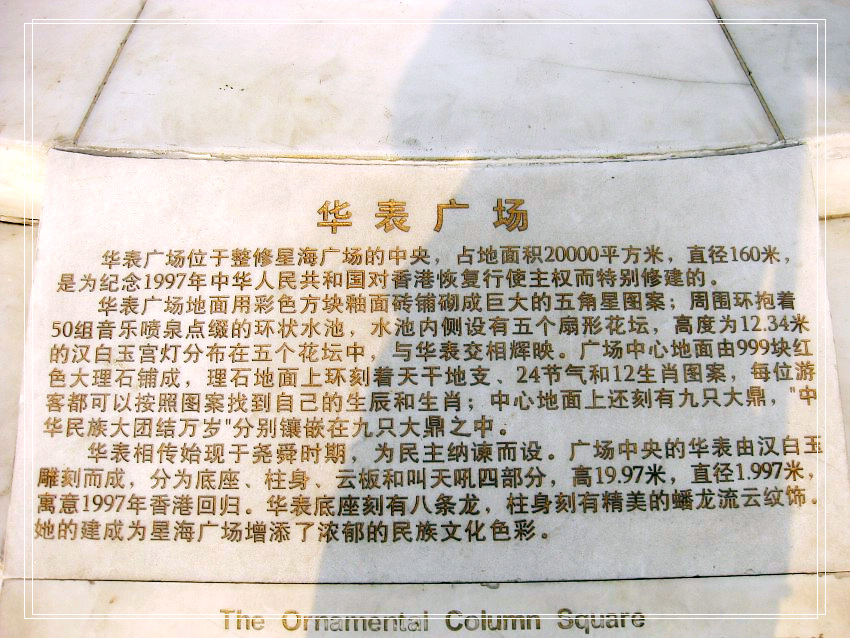 华表广场
华表广场位于整修星海广场的中央，占地面积20000平方米，直径160米，
是为纪念1997年中华人民共和国对香港恢复行使主权而特别修建的。
华表广场地面用彩色方块釉面砖铺砌成巨大的五角星图案；周围环抱着
50组音乐喷泉点缀的环状水池，水池内侧设有五个扇形花坛，高度为12.34米
的汉白玉宫灯分布在五个花坛中，与华表交相辉映。广场中心地面由999块红
色大理石铺成，理石地面上环刻着天干地支、24节气和12生肖图案，每位游
客都可以按照图案找到自己的生辰和生肖；中心地面上还刻有九只大鼎，"中
华民族大团结万岁"分别镶嵌在九只大鼎之中。
华表相传始现于尧舜时期，为民主纳谏而设。广场中央的华表由汉白玉
雕刻而成，分为底座、柱身、云板和叫天吼四部分，高19.97米，直径1.997米，
寓意1997年香港回归。华表底座刻有八条龙，柱身刻有精美的蟠龙流云纹饰。
她的建成为星海广场增添了浓郁的民族文化色彩。
The Ornamental Column Square